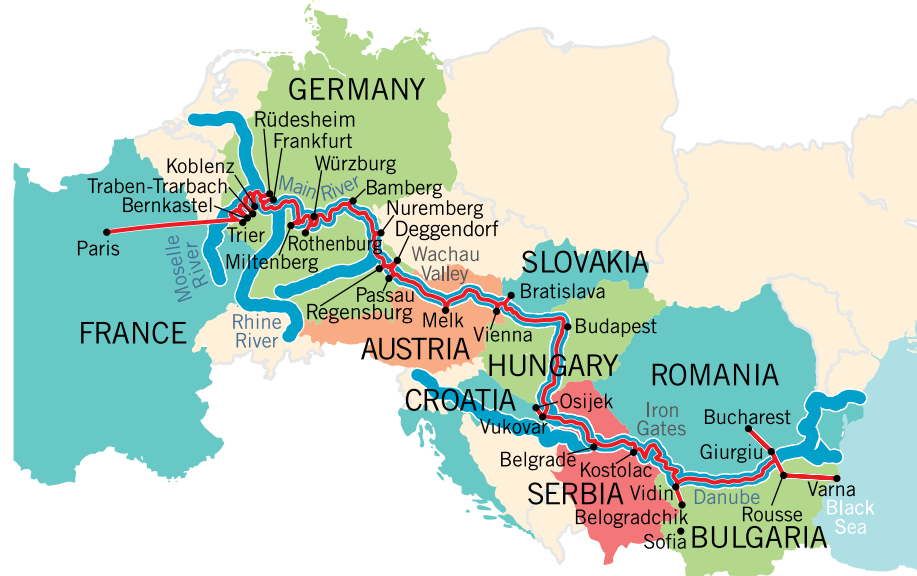 GERMANY
Rüdesheim
Frankfurt
Koblenz
Würzburg
Traben-Trarbach
Main River
Bamberg
Bernkastel
Nuremberg
Deggendorf
Paris
Trier
Rothenburg
Moselle
River
Miltenberg
Wachau
Valley
SLOVAKIA
Passau
Regensburg
Bratislava
Melk
Rhine
River
Vienna
Budapest
FRANCE
AUSTRIA
HUNGARY
ROMANIA
CROATIA
Osijek
Iron
Gates
Bucharest
Vukovar
Giurgiu
Belgrade
Kostolac
SERBIA
Vidin
Danube
Varna
Black
Sea
Rousse
Belogradchik
BULGARIA
Sofia